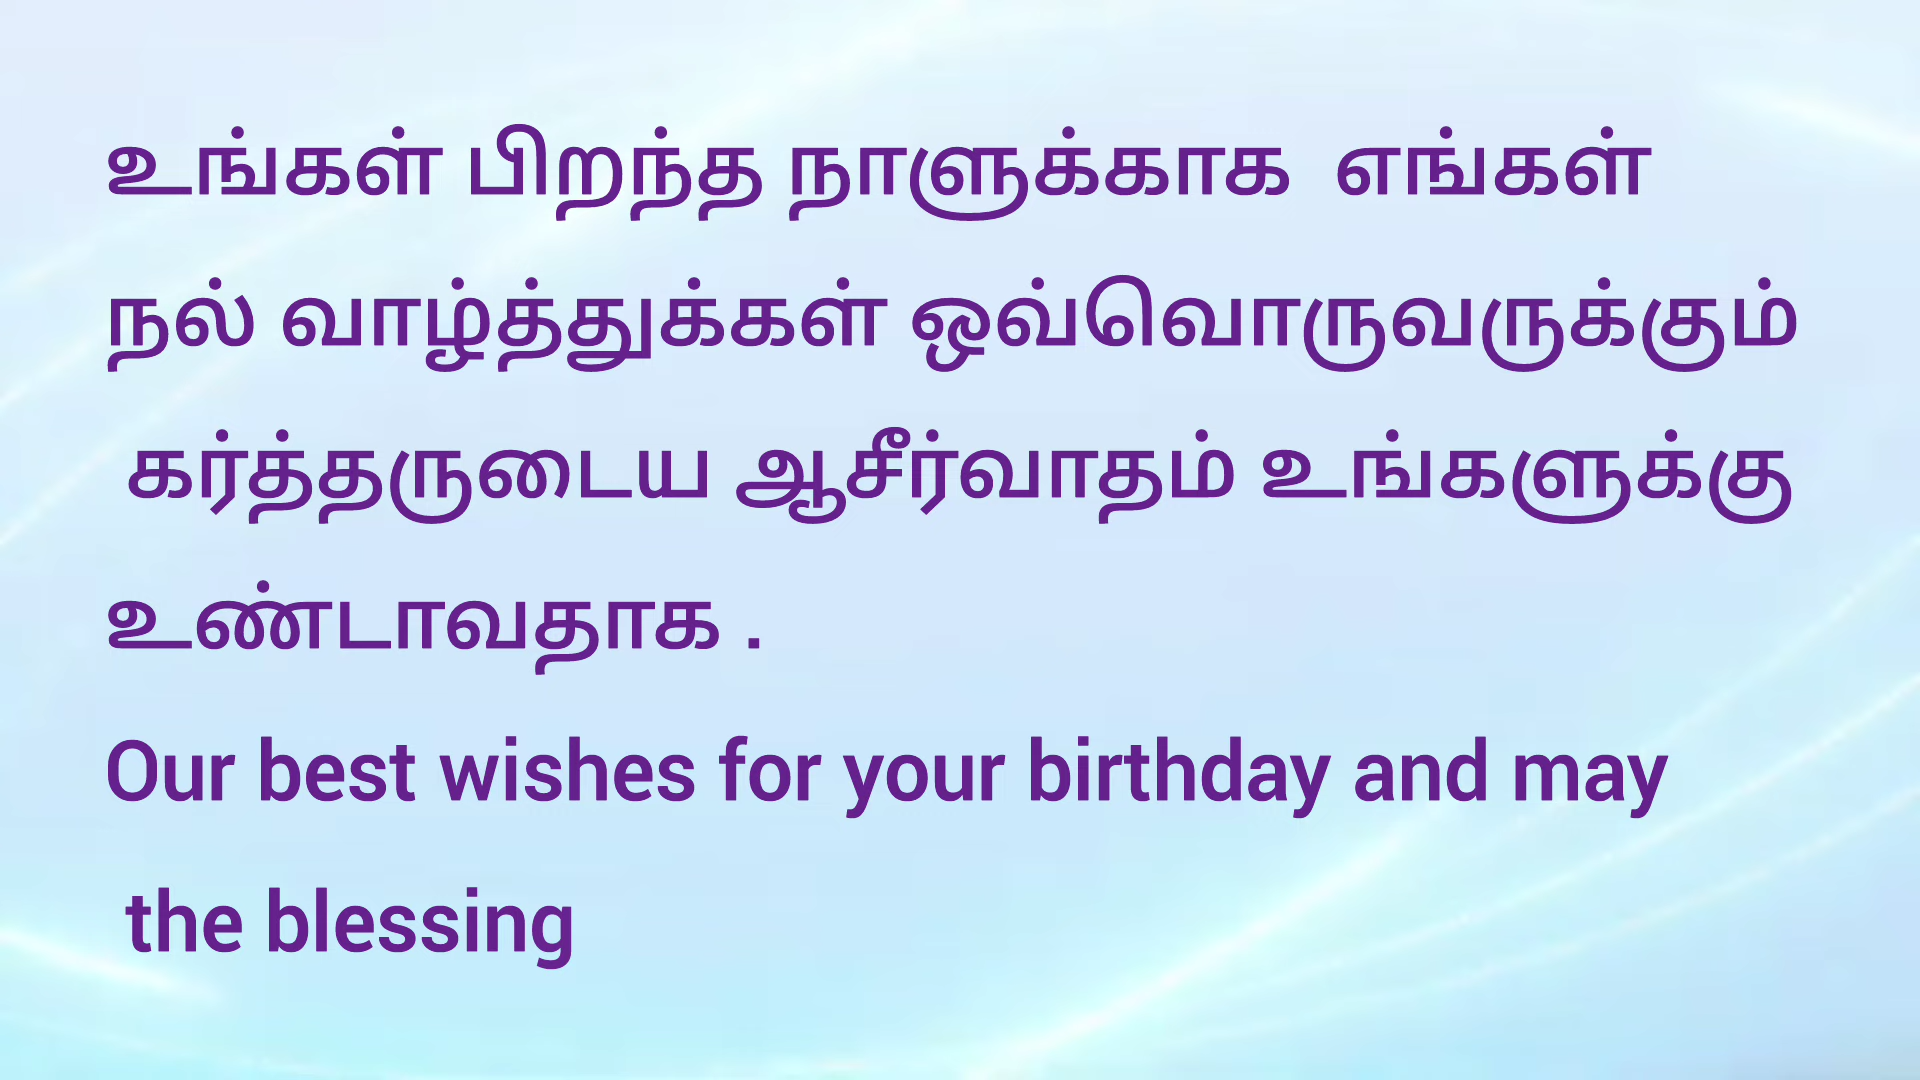 உங்கள் பிறந்த நாளுக்காக எங்கள்
நல் வாழ்த்துக்கள் ஒவ்வொருவருக்கும்
கர்த்தருடைய ஆசீர்வாதம் உங்களுக்கு
உண்டாவதாக .
Our best wishes for your birthday and may
the blessing